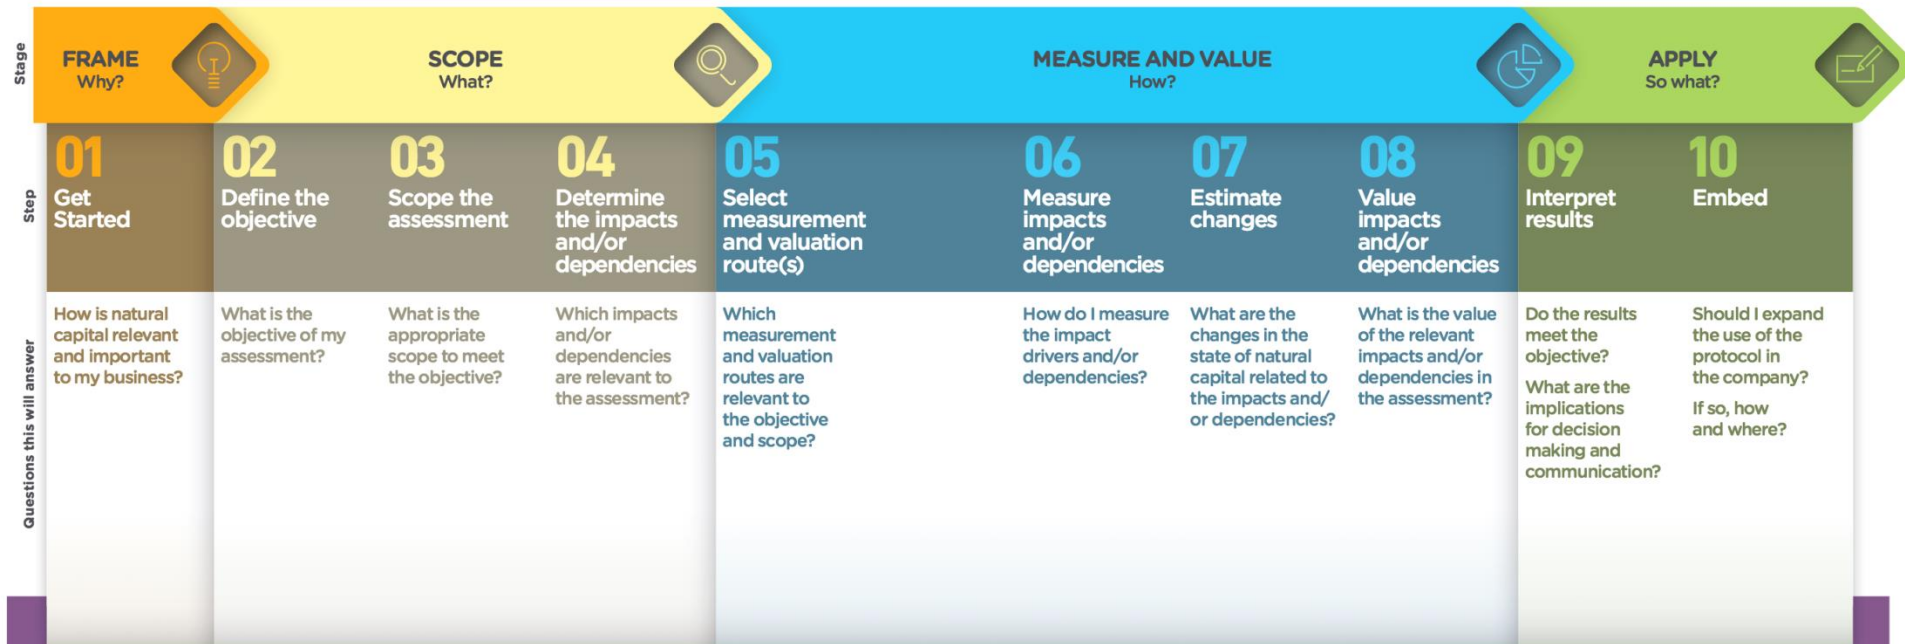 Stage
FRAME
Why?
SCOPE
What?
MEASURE AND VALUE
How?
APPLY
So what?
Step
01
Get
Started
02
Define the
objective
03
Scope the
assessment
04
Determine
the impacts
and/or
dependencies
05
Select
measurement
and valuation
route(s)
06
Measure
impacts
and/or
dependencies
07
Estimate
changes
08
Value
impacts
and/or
dependencies
09
Interpret
results
10
Embed
Questions this will answer
How is natural
capital relevant
and important
to my business?
What is the
objective of my
assessment?
What is the
appropriate
scope to meet
the objective?
Which impacts
and/or
dependencies
are relevant to
the assessment?
Which
measurement
and valuation
routes are
relevant to
the objective
and scope?
How do I measure
the impact
drivers and/or
dependencies?
What are the
changes in the
state of natural
capital related to
the impacts and/
or dependencies?
What is the value
of the relevant
impacts and/or
dependencies in
the assessment?
Do the results
meet the
objective?
What are the
implications
for decision
making and
communication?
Should I expand
the use of the
protocol in
the company?
If so, how
and where?